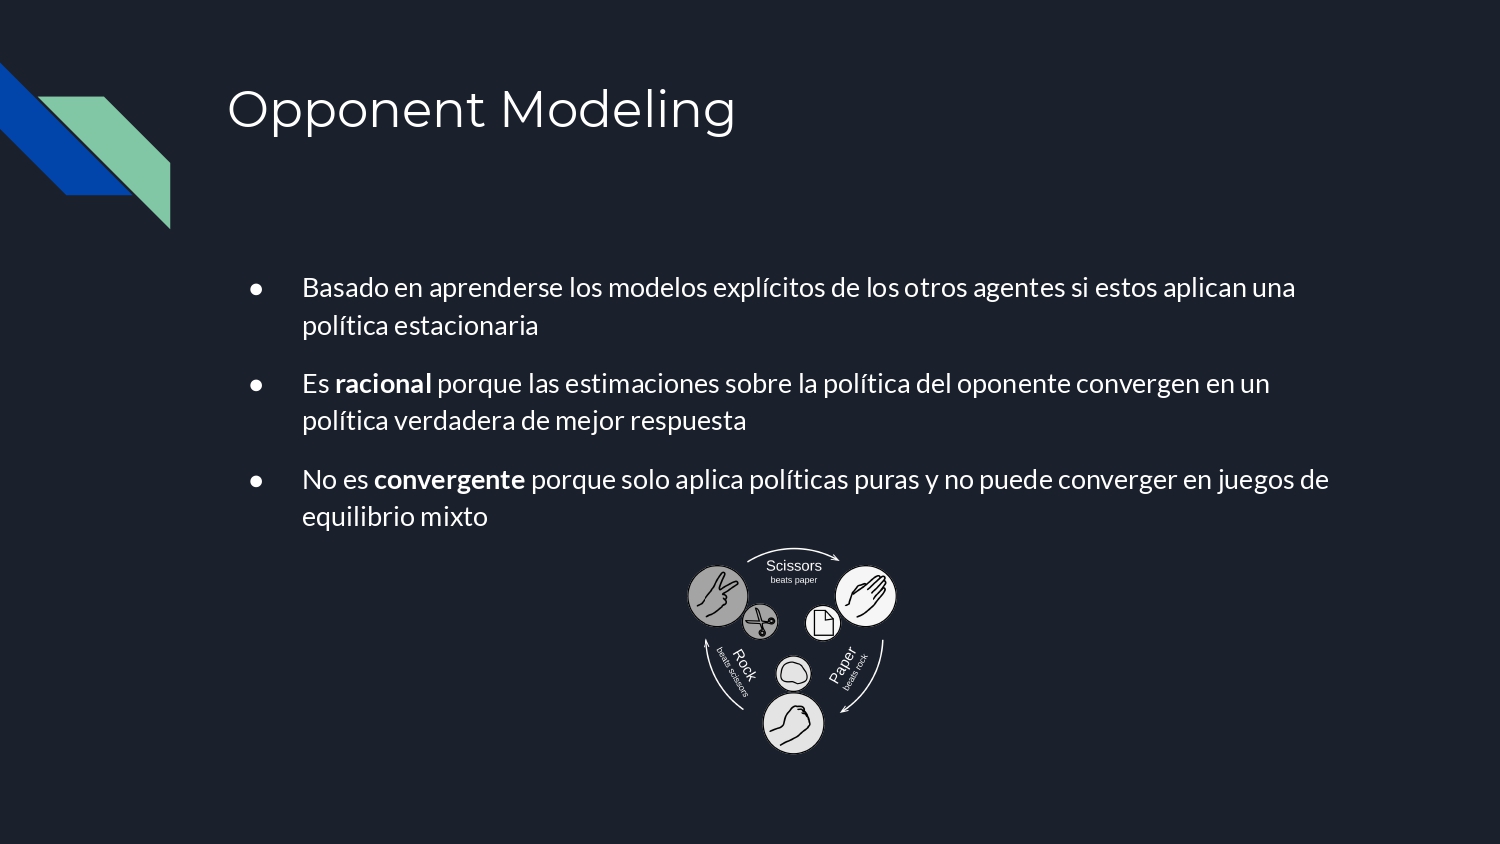 Opponent Modeling
● Basado en aprenderse los modelos explícitos de los otros agentes si estos aplican una
política estacionaria
● Es racional porque las estimaciones sobre la política del oponente convergen en un
política verdadera de mejor respuesta
● No es convergente porque solo aplica políticas puras y no puede converger en juegos de
equilibrio mixto
Scissors
beats paper
Rock
beats scissors
Paper
beats rock